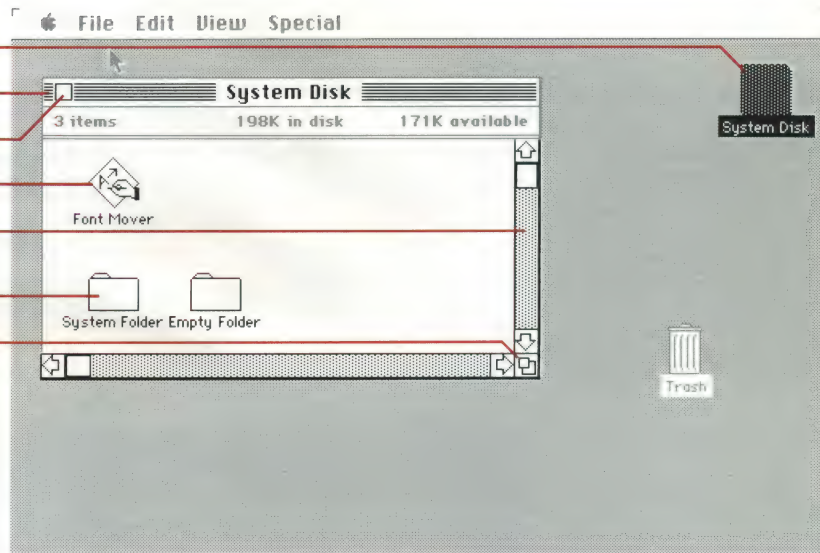 File Edit View Special
System Disk
3 items 198K in disk 171K available
Font Mover
System Folder Empty Folder
System Disk
Trash